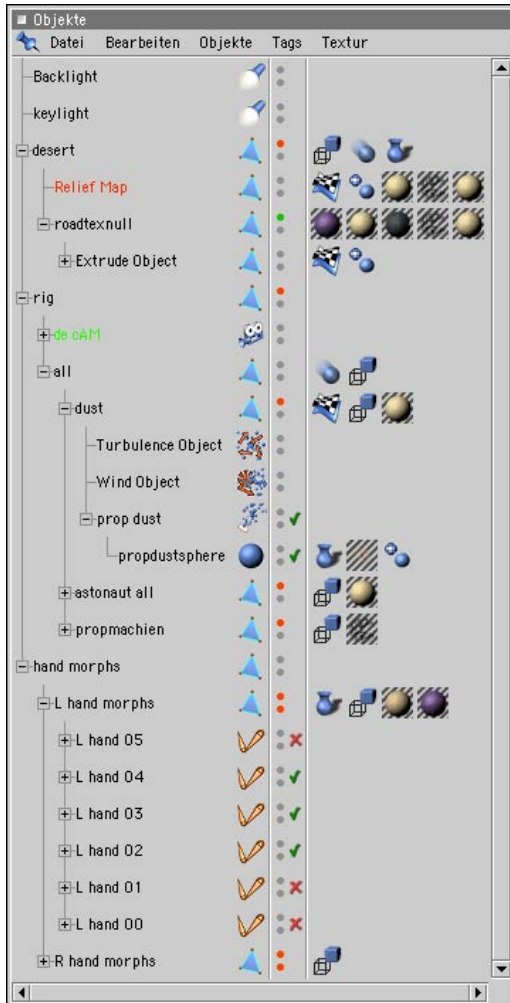 Objekte
Datei Bearbeiten Objekte Tags Textur
Backlight
keylight
desert
Relief Map
roadtexnull
Extrude Object
rig
de cAM
all
dust
Turbulence Object
Wind Object
prop dust
propdustsphere
astonaut all
propmachien
hand morphs
L hand morphs
L hand 05
L hand 04
L hand 03
L hand 02
L hand 01
L hand 00
R hand morphs